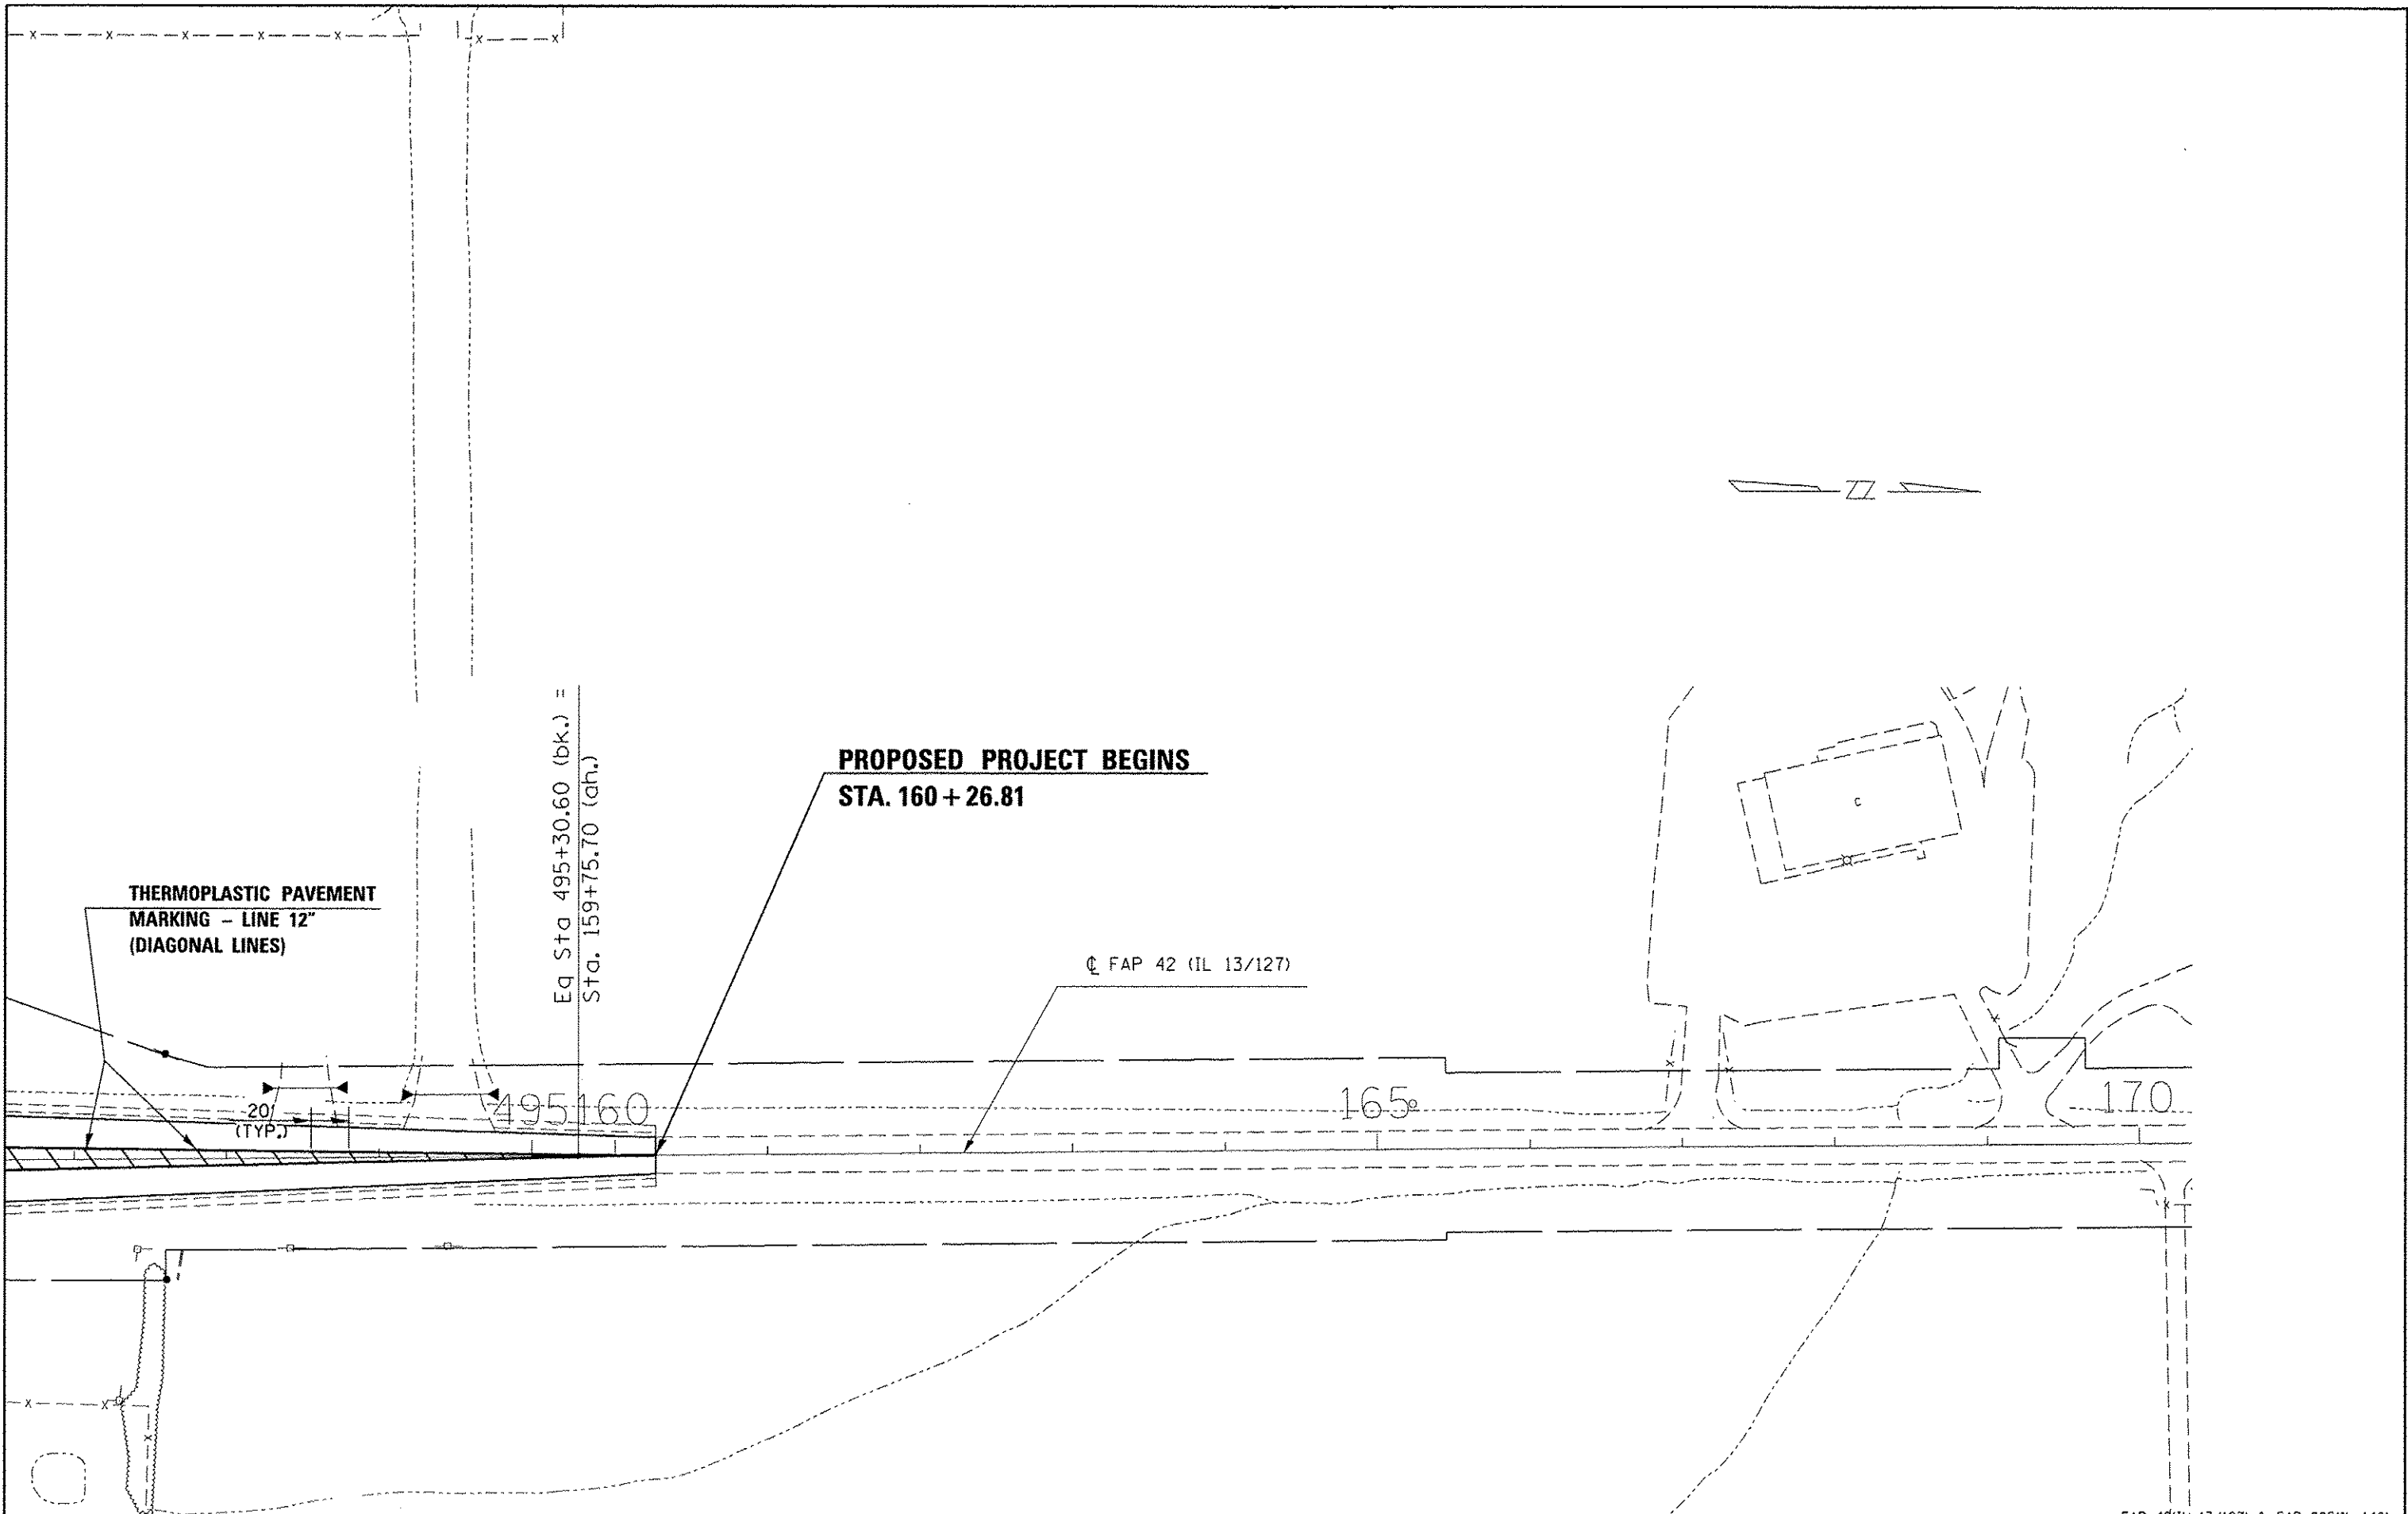 ZZ
PROPOSED PROJECT BEGINS
STA. 160+26.81
Eq Sta 495+30.60 (bk.) =
Sta. 159+75.70 (ah.)
THERMOPLASTIC PAVEMENT
MARKING - LINE 12"
(DIAGONAL LINES)
℄ FAP 42 (IL 13/127)
C
20
(TYP.)
495
160
165
170